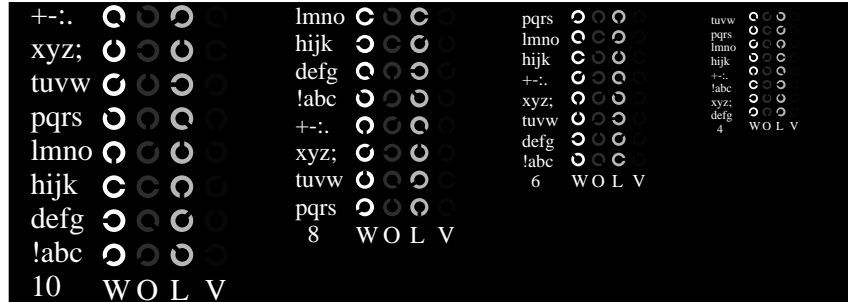 +-:.
xyz;
tuvw
pqrs
lmno
hijk
defg
!abc
10 W O L V
lmno
hijk
defg
!abc
+-:.
xyz;
tuvw
pqrs
8 W O L V
pqrs
lmno
hijk
+-:.
xyz;
tuvw
defg
!abc
6 W O L V
tuvw
pqrs
lmno
hijk
+-:.
!abc
xyz;
defg
4 W O L V